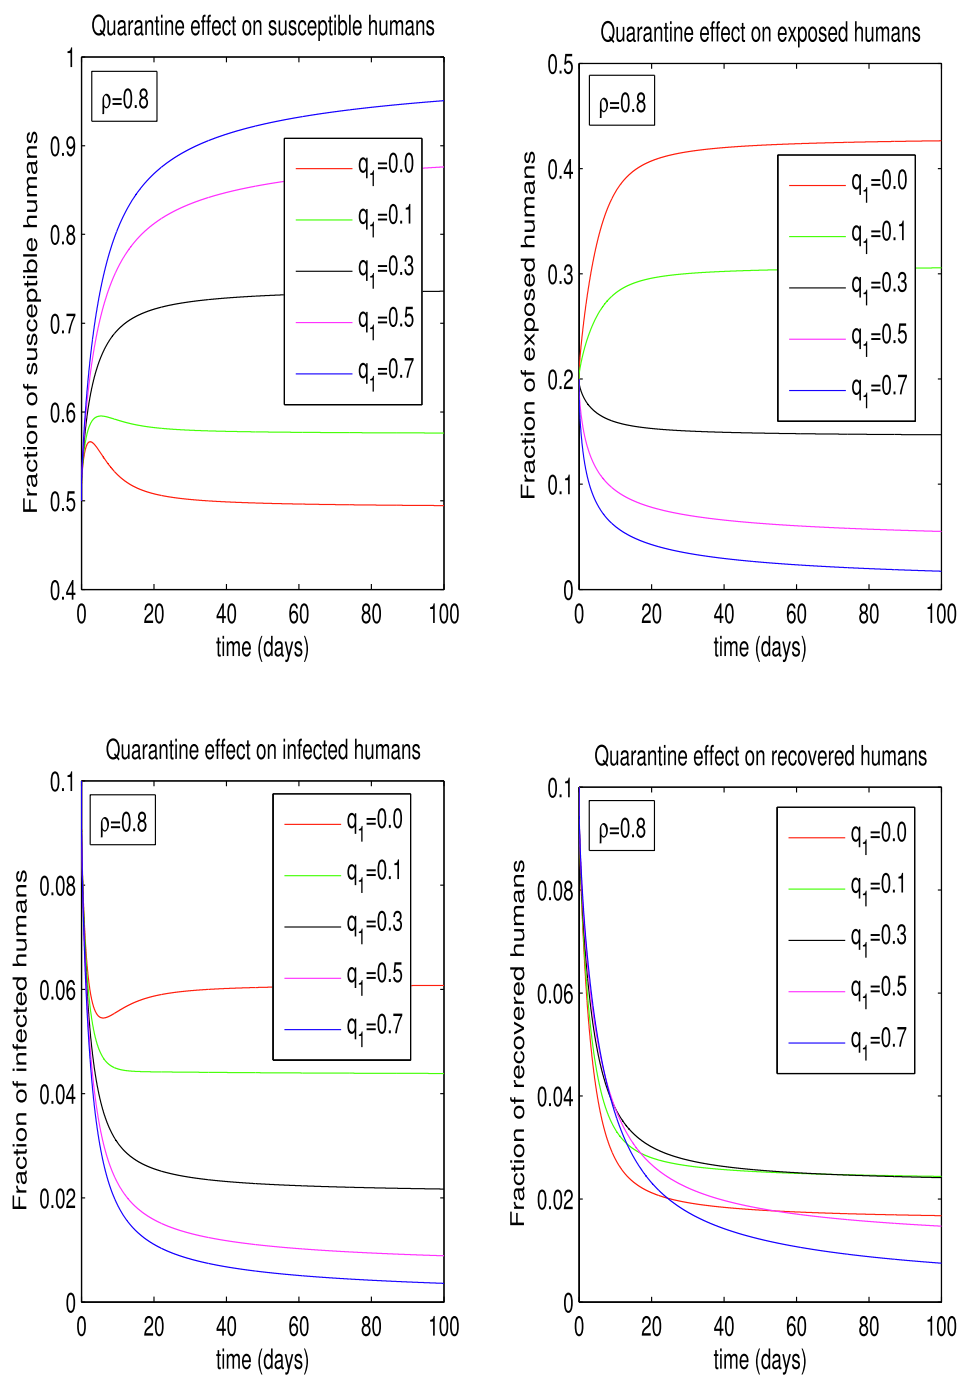 Quarantine effect on susceptible humans
ρ=0.8
q1=0.0
q1=0.1
q1=0.3
q1=0.5
q1=0.7
Fraction of susceptible humans
1
0.9
0.8
0.7
0.6
0.5
0.4
0 20 40 60 80 100
time (days)
Quarantine effect on exposed humans
ρ=0.8
q1=0.0
q1=0.1
q1=0.3
q1=0.5
q1=0.7
Fraction of exposed humans
0.5
0.4
0.3
0.2
0.1
0
0 20 40 60 80 100
time (days)
Quarantine effect on infected humans
ρ=0.8
q1=0.0
q1=0.1
q1=0.3
q1=0.5
q1=0.7
Fraction of infected humans
0.1
0.08
0.06
0.04
0.02
0
0 20 40 60 80 100
time (days)
Quarantine effect on recovered humans
ρ=0.8
q1=0.0
q1=0.1
q1=0.3
q1=0.5
q1=0.7
Fraction of recovered humans
0.1
0.08
0.06
0.04
0.02
0
0 20 40 60 80 100
time (days)